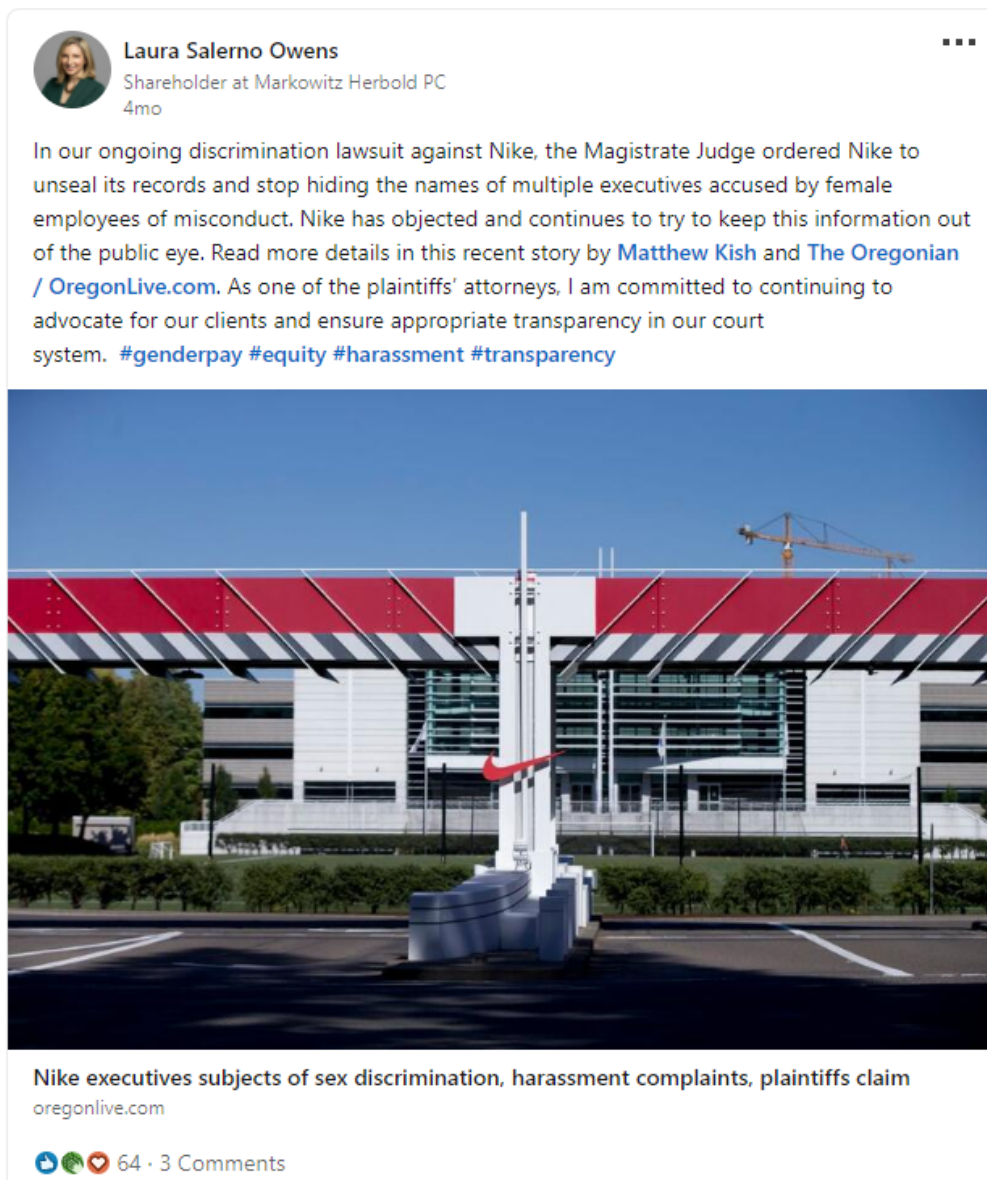 Laura Salerno Owens
Shareholder at Markowitz Herbold PC
4mo
In our ongoing discrimination lawsuit against Nike, the Magistrate Judge ordered Nike to
unseal its records and stop hiding the names of multiple executives accused by female
employees of misconduct. Nike has objected and continues to try to keep this information out
of the public eye. Read more details in this recent story by Matthew Kish and The Oregonian
/ OregonLive.com. As one of the plaintiffs' attorneys, I am committed to continuing to
advocate for our clients and ensure appropriate transparency in our court
system. #genderpay #equity #harassment #transparency
Nike executives subjects of sex discrimination, harassment complaints, plaintiffs claim
oregonlive.com
64 · 3 Comments